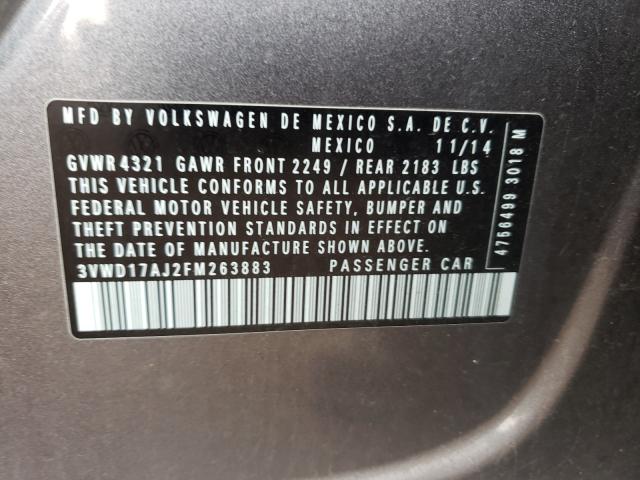 MFD BY VOLKSWAGEN DE MEXICO S.A. DE C.V.
MEXICO 11/14
GVWR 4321 GAWR FRONT 2249 / REAR 2183 LBS
THIS VEHICLE CONFORMS TO ALL APPLICABLE U.S.
FEDERAL MOTOR VEHICLE SAFETY, BUMPER AND
THEFT PREVENTION STANDARDS IN EFFECT ON
THE DATE OF MANUFACTURE SHOWN ABOVE.
3VWD17AJ2FM263883 PASSENGER CAR
4766499 3018 M